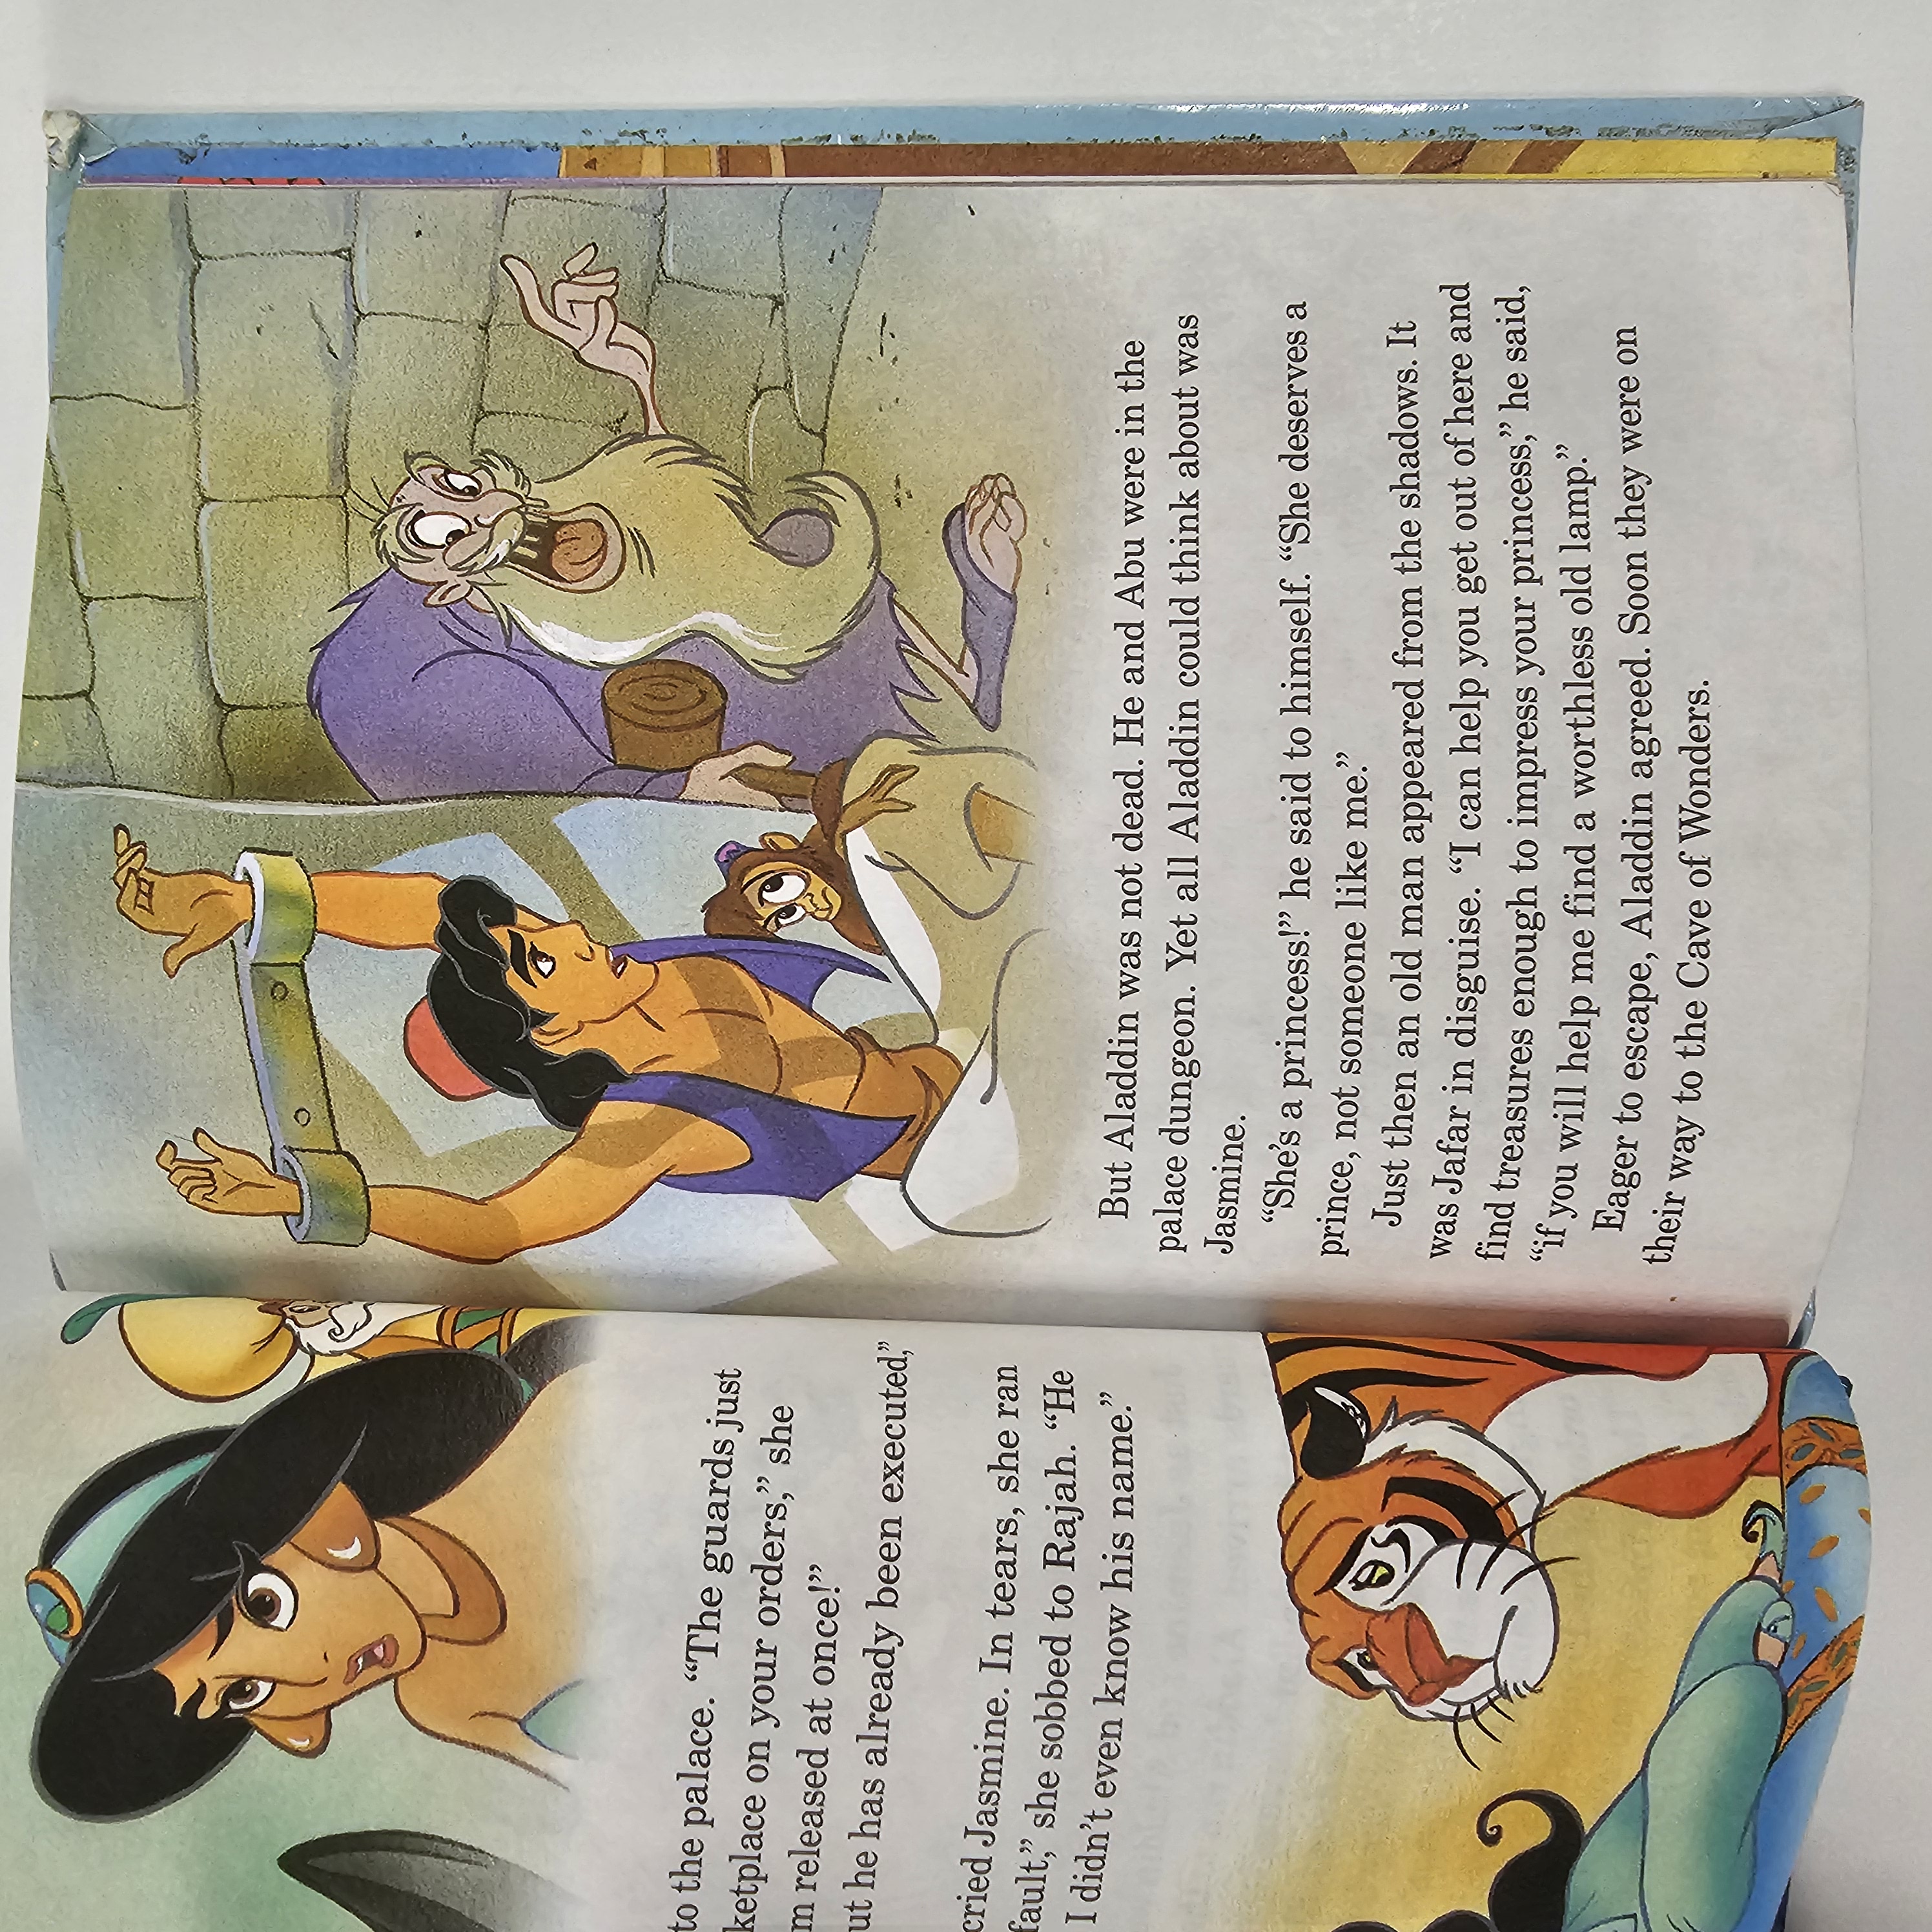 to the palace. “The guards just
ketplace on your orders,” she
m released at once!”
ut he has already been executed,”
cried Jasmine. In tears, she ran
fault,” she sobbed to Rajah. “He
I didn’t even know his name.”
But Aladdin was not dead. He and Abu were in the
palace dungeon. Yet all Aladdin could think about was
Jasmine.
“She’s a princess!” he said to himself. “She deserves a
prince, not someone like me.”
Just then an old man appeared from the shadows. It
was Jafar in disguise. “I can help you get out of here and
find treasures enough to impress your princess,” he said,
“if you will help me find a worthless old lamp.”
Eager to escape, Aladdin agreed. Soon they were on
their way to the Cave of Wonders.